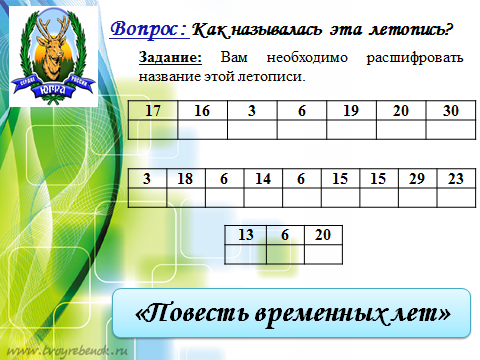 Вопрос: Как называлась эта летопись?
Задание: Вам необходимо расшифровать
название этой летописи.
ЮГРА
17 16 3 6 19 20 30
3 18 6 14 6 15 15 29 23
13 6 20
«Повесть временных лет»
www.tvoyrebenok.ru